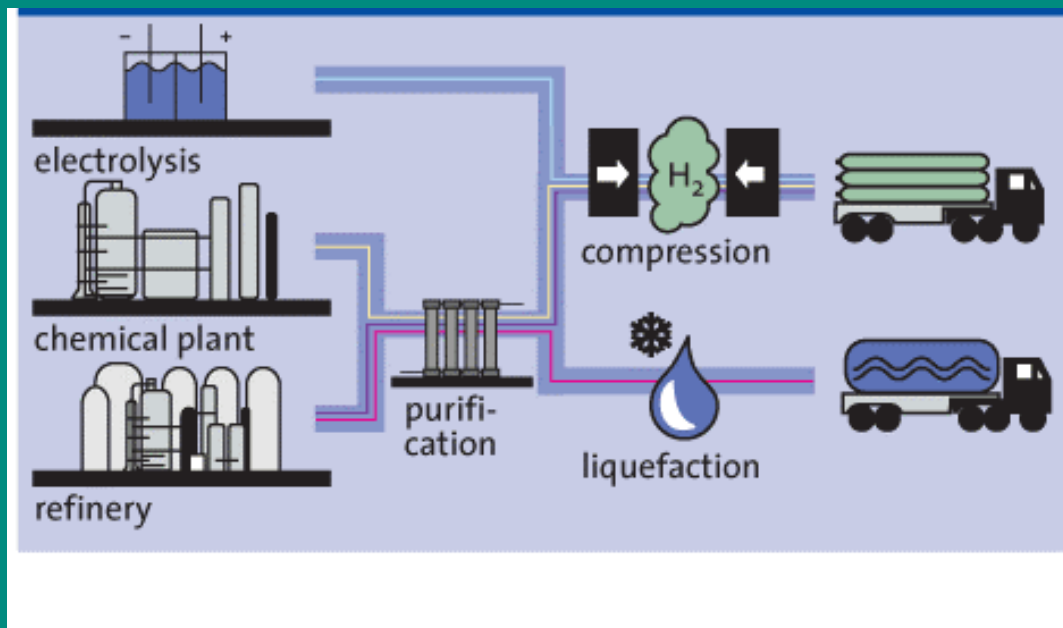 - +
electrolysis
chemical plant
refinery
purifi-
cation
H₂
compression
liquefaction